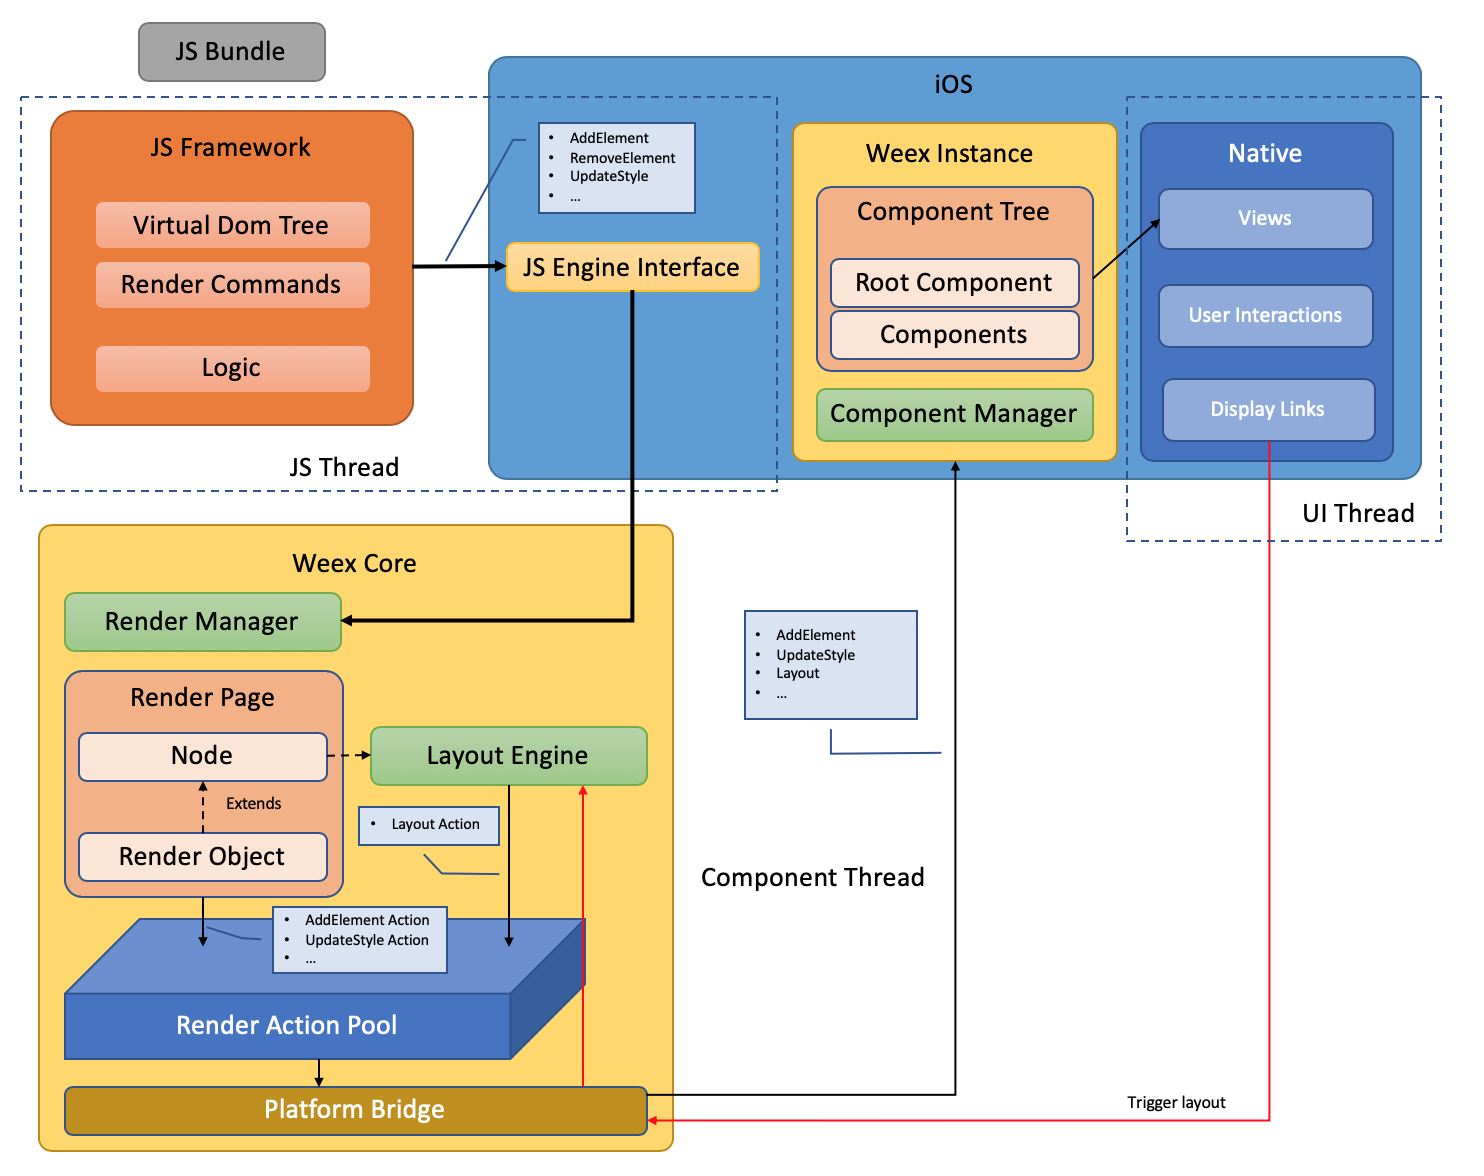 JS Bundle
iOS
JS Framework
Virtual Dom Tree
Render Commands
Logic
JS Thread
• AddElement
• RemoveElement
• UpdateStyle
• ...
JS Engine Interface
Weex Instance
Component Tree
Root Component
Components
Component Manager
Native
Views
User Interactions
Display Links
UI Thread
Weex Core
Render Manager
Render Page
Node
Extends
Render Object
Layout Engine
• Layout Action
• AddElement Action
• UpdateStyle Action
• ...
Render Action Pool
Platform Bridge
• AddElement
• UpdateStyle
• Layout
• ...
Component Thread
Trigger layout